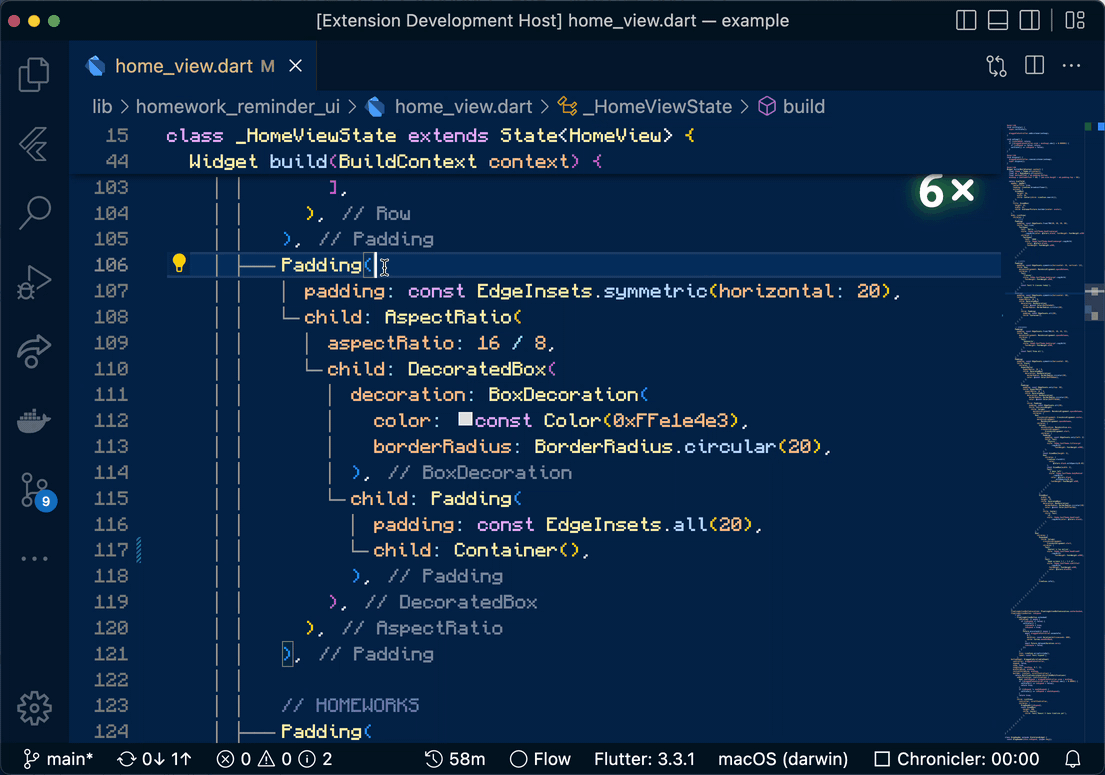 [Extension Development Host] home_view.dart — example
home_view.dart M
lib > homework_reminder_ui > home_view.dart > _HomeViewState > build
15 class _HomeViewState extends State<HomeView> {
44 Widget build(BuildContext context) {
6×
103 ],
104 ), // Row
105 ), // Padding
106 Padding(
107 padding: const EdgeInsets.symmetric(horizontal: 20),
108 child: AspectRatio(
109 aspectRatio: 16 / 8,
110 child: DecoratedBox(
111 decoration: BoxDecoration(
112 color: const Color(0xFFe1e4e3),
113 borderRadius: BorderRadius.circular(20),
114 ), // BoxDecoration
115 child: Padding(
116 padding: const EdgeInsets.all(20),
117 child: Container(),
118 ), // Padding
119 ), // DecoratedBox
120 ), // AspectRatio
121 ), // Padding
122
123 // HOMEWORKS
124 Padding(
9
main* 0↓ 1↑ 0 0 2 58m Flow Flutter: 3.3.1 macOS (darwin) Chronicler: 00:00